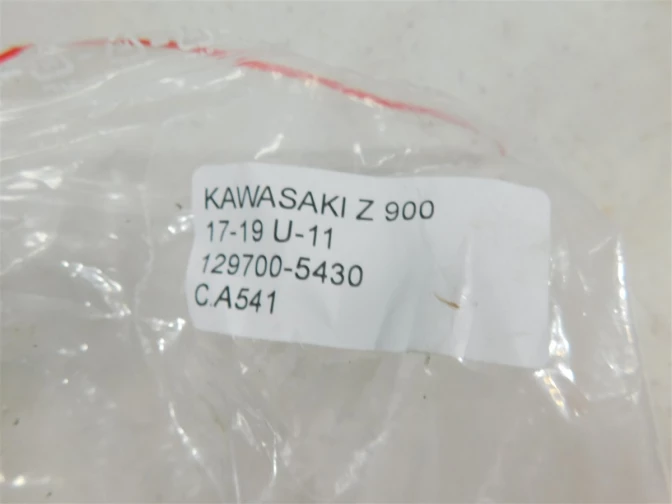 KAWASAKI Z 900
17-19 U-11
129700-5430
C.A541